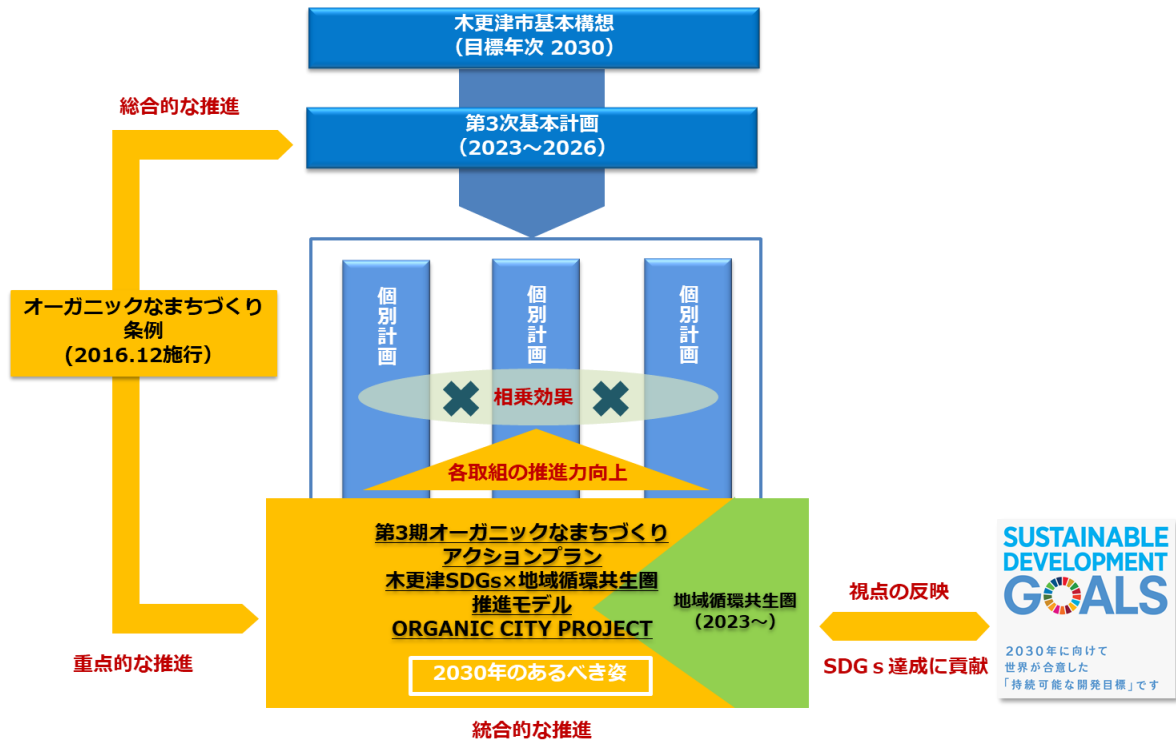 木更津市基本構想
（目標年次 2030）
総合的な推進
第3次基本計画
（2023～2026）
オーガニックなまちづくり
条例
(2016.12施行）
個別計画
個別計画
個別計画
相乗効果
各取組の推進力向上
第3期オーガニックなまちづくり
アクションプラン
木更津SDGs×地域循環共生圏
推進モデル
ORGANIC CITY PROJECT
2030年のあるべき姿
地域循環共生圏
（2023～）
重点的な推進
統合的な推進
視点の反映
SDGｓ達成に貢献
SUSTAINABLE
DEVELOPMENT
GOALS
2030年に向けて
世界が合意した
「持続可能な開発目標」です